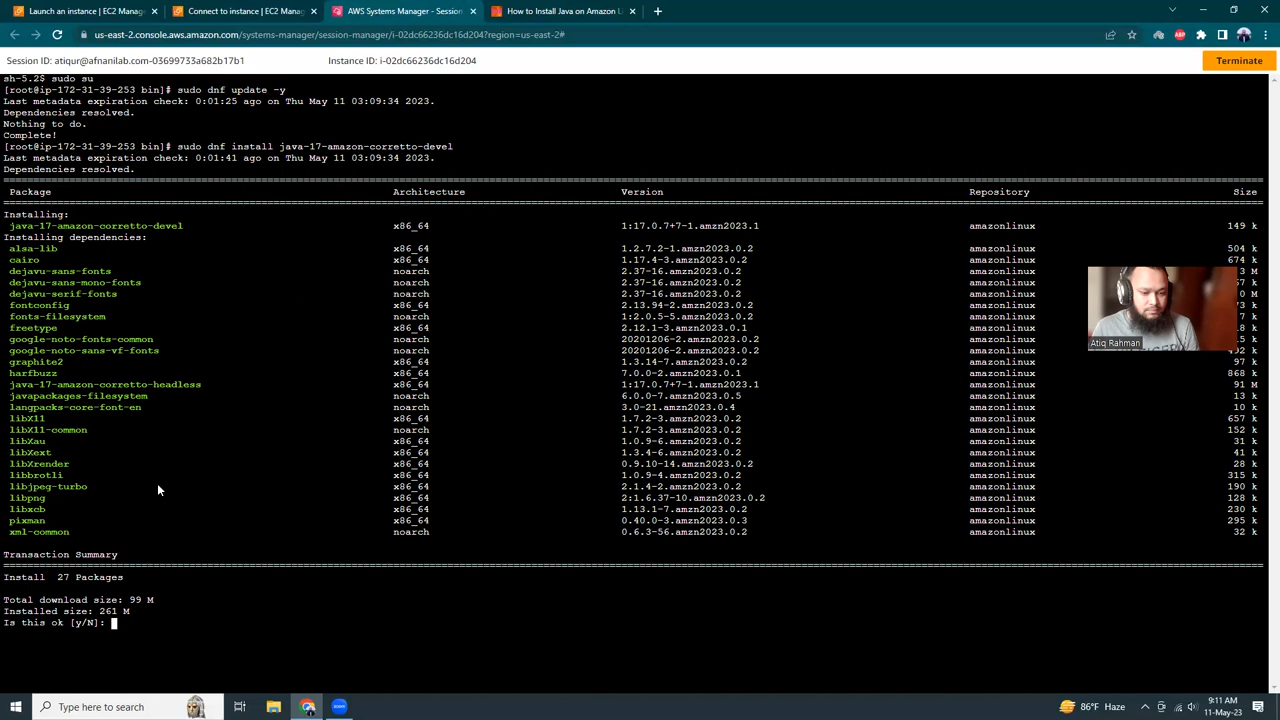 Launch an instance | EC2 Manag
Connect to instance | EC2 Manag
AWS Systems Manager - Session
How to Install Java on Amazon Li
us-east-2.console.aws.amazon.com/systems-manager/session-manager/i-02dc66236dc16d204?region=us-east-2#
Session ID: atiqur@afnanilab.com-03699733a682b17b1 Instance ID: i-02dc66236dc16d204 Terminate
sh-5.2$ sudo su
[root@ip-172-31-39-253 bin]# sudo dnf update -y
Last metadata expiration check: 0:01:25 ago on Thu May 11 03:09:34 2023.
Dependencies resolved.
Nothing to do.
Complete!
[root@ip-172-31-39-253 bin]# sudo dnf install java-17-amazon-corretto-devel
Last metadata expiration check: 0:01:41 ago on Thu May 11 03:09:34 2023.
Dependencies resolved.
Package Architecture Version Repository Size
Installing:
java-17-amazon-corretto-devel x86_64 1:17.0.7+7-1.amzn2023.1 amazonlinux 149 k
Installing dependencies:
alsa-lib x86_64 1.2.7.2-1.amzn2023.0.2 amazonlinux 504 k
cairo x86_64 1.17.4-3.amzn2023.0.2 amazonlinux 674 k
dejavu-sans-fonts noarch 2.37-16.amzn2023.0.2 amazonlinux 3 M
dejavu-sans-mono-fonts noarch 2.37-16.amzn2023.0.2 amazonlinux 7 k
dejavu-serif-fonts noarch 2.37-16.amzn2023.0.2 amazonlinux 0 M
fontconfig x86_64 2.13.94-2.amzn2023.0.2 amazonlinux 3 k
fonts-filesystem noarch 1:2.0.5-5.amzn2023.0.2 amazonlinux 7 k
freetype x86_64 2.12.1-3.amzn2023.0.1 amazonlinux 8 k
google-noto-fonts-common noarch 20201206-2.amzn2023.0.2 amazonlinux 5 k
google-noto-sans-vf-fonts noarch 20201206-2.amzn2023.0.2 amazonlinux 2 k
graphite2 x86_64 1.3.14-7.amzn2023.0.2 amazonlinux 97 k
harfbuzz x86_64 7.0.0-2.amzn2023.0.1 amazonlinux 868 k
java-17-amazon-corretto-headless x86_64 1:17.0.7+7-1.amzn2023.1 amazonlinux 91 M
javapackages-filesystem noarch 6.0.0-7.amzn2023.0.5 amazonlinux 13 k
langpacks-core-font-en noarch 3.0-21.amzn2023.0.4 amazonlinux 10 k
libX11 x86_64 1.7.2-3.amzn2023.0.2 amazonlinux 657 k
libX11-common noarch 1.7.2-3.amzn2023.0.2 amazonlinux 152 k
libXau x86_64 1.0.9-6.amzn2023.0.2 amazonlinux 31 k
libXext x86_64 1.3.4-6.amzn2023.0.2 amazonlinux 41 k
libXrender x86_64 0.9.10-14.amzn2023.0.2 amazonlinux 28 k
libbrotli x86_64 1.0.9-4.amzn2023.0.2 amazonlinux 315 k
libjpeg-turbo x86_64 2.1.4-2.amzn2023.0.2 amazonlinux 190 k
libpng x86_64 2:1.6.37-10.amzn2023.0.2 amazonlinux 128 k
libxcb x86_64 1.13.1-7.amzn2023.0.2 amazonlinux 230 k
pixman x86_64 0.40.0-3.amzn2023.0.3 amazonlinux 295 k
xml-common noarch 0.6.3-56.amzn2023.0.2 amazonlinux 32 k
Transaction Summary
Install 27 Packages
Total download size: 99 M
Installed size: 261 M
Is this ok [y/N]:
Atiq Rahman
Type here to search
86°F Haze
9:11 AM
11-May-23